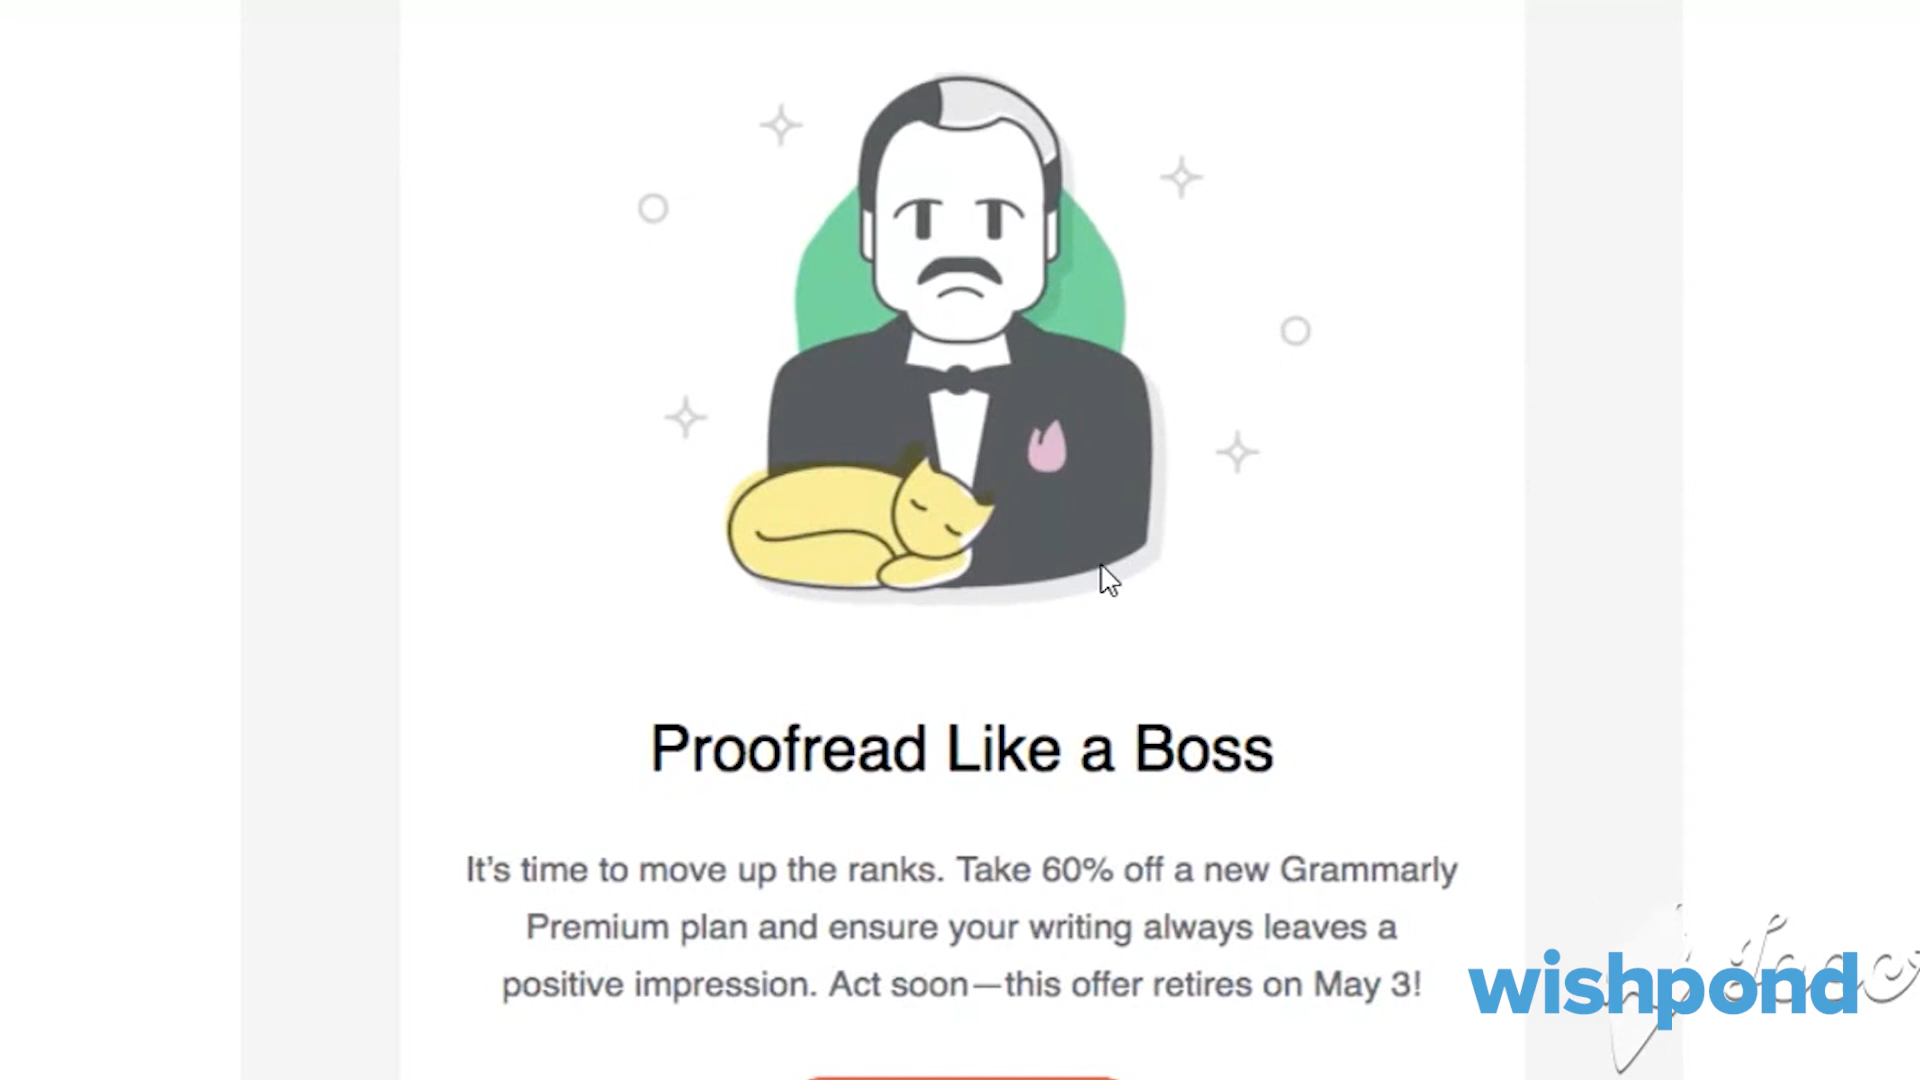 Proofread Like a Boss
It's time to move up the ranks. Take 60% off a new Grammarly
Premium plan and ensure your writing always leaves a
positive impression. Act soon—this offer retires on May 3!
wishpond